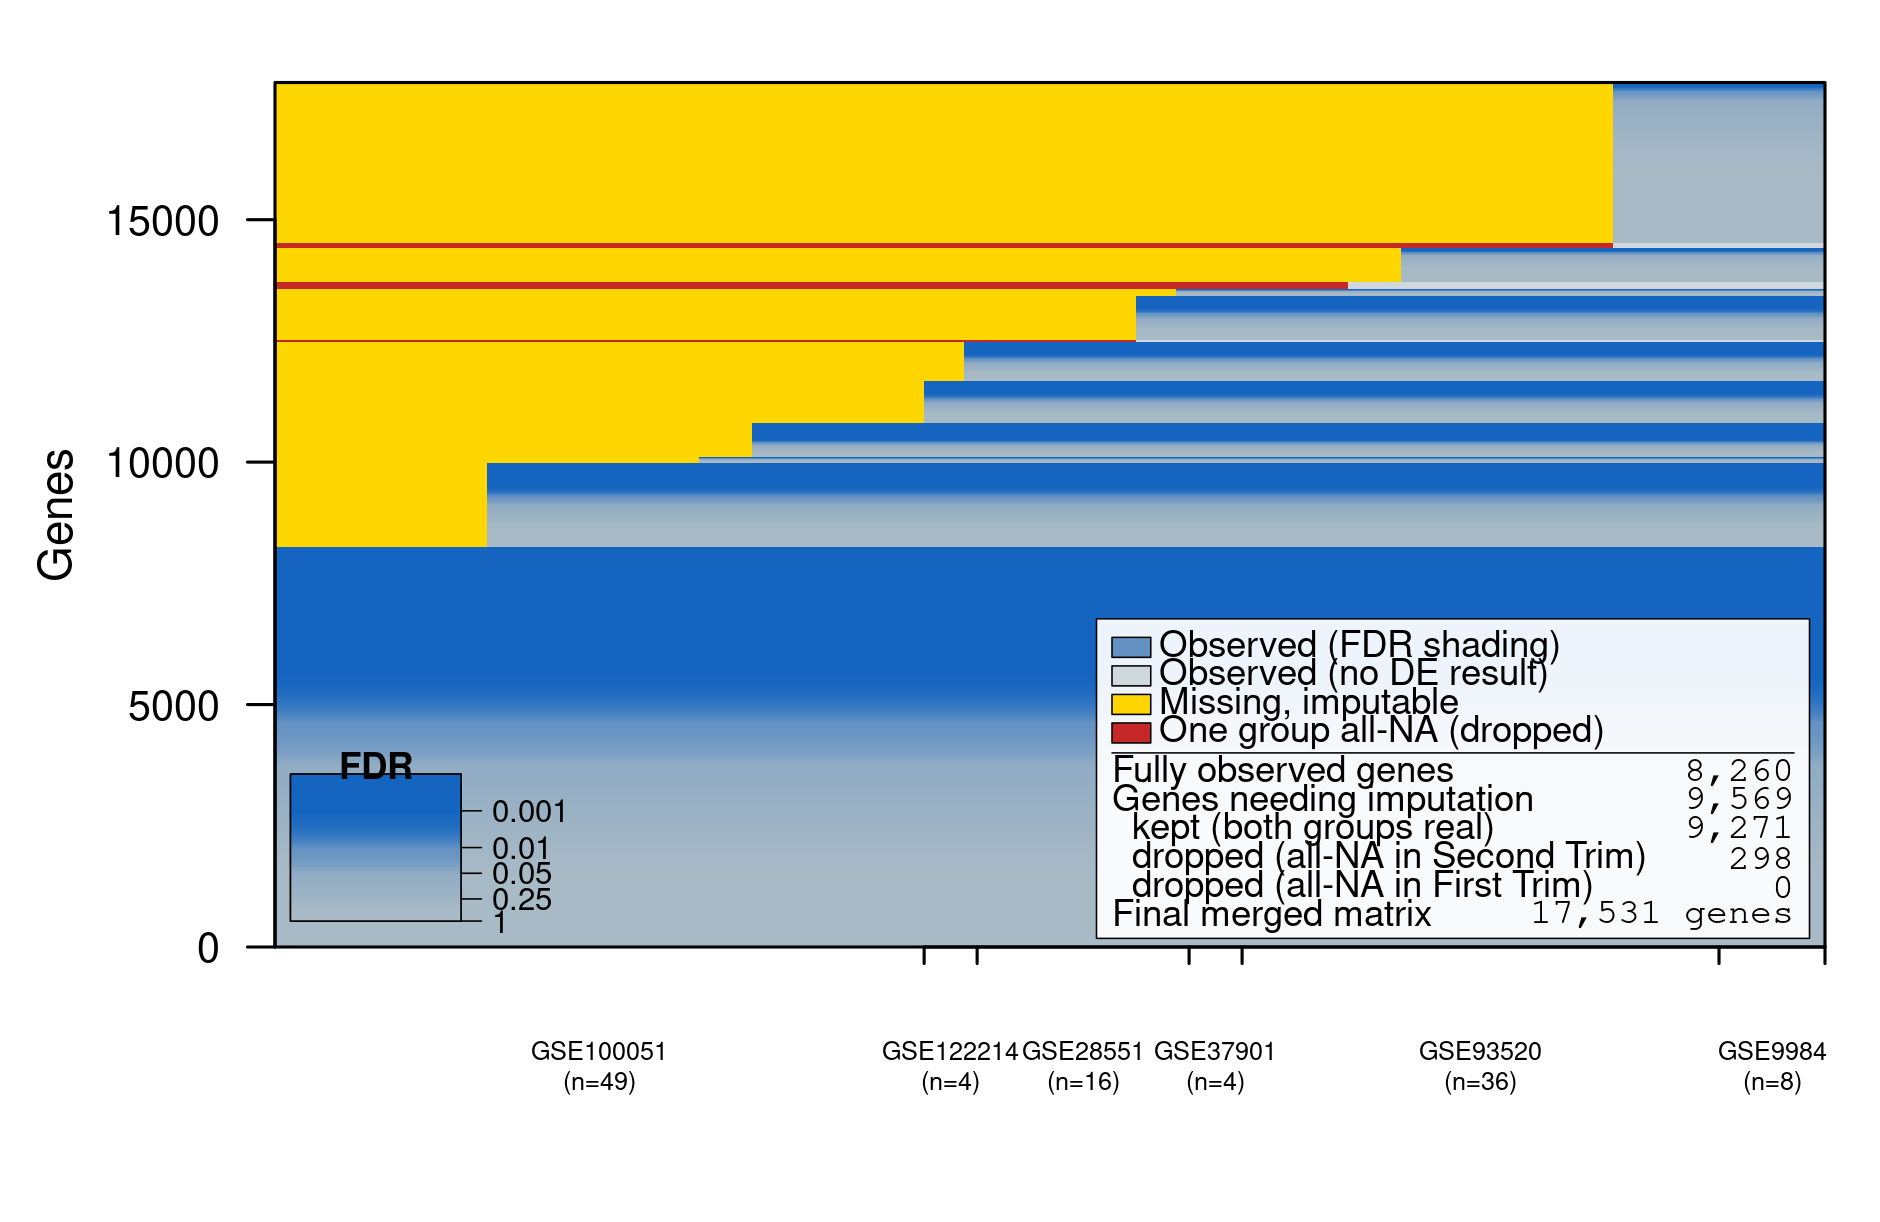 Genes
15000
10000
5000
0
Observed (FDR shading)
Observed (no DE result)
Missing, imputable
One group all-NA (dropped)
Fully observed genes 8,260
Genes needing imputation 9,569
kept (both groups real) 9,271
dropped (all-NA in Second Trim) 298
dropped (all-NA in First Trim) 0
Final merged matrix 17,531 genes
FDR
0.001
0.01
0.05
0.25
1
GSE100051 GSE122214 GSE28551 GSE37901 GSE93520 GSE9984
(n=49) (n=4) (n=16) (n=4) (n=36) (n=8)